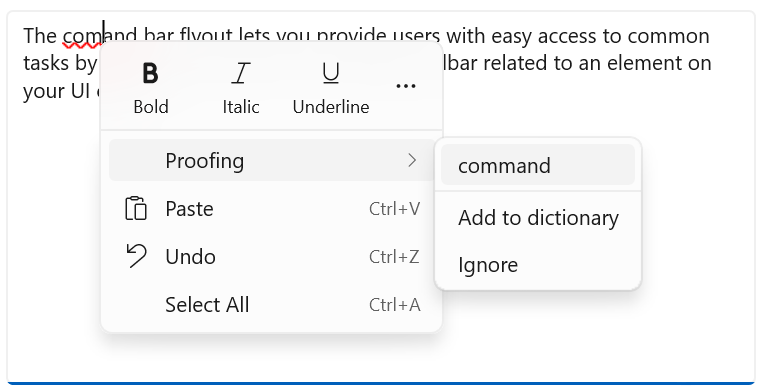 The comand bar flyout lets you provide users with easy access to common
tasks by lbar related to an element on
your UI
B I U ...
Bold Italic Underline
Proofing
Paste Ctrl+V
Undo Ctrl+Z
Select All Ctrl+A
command
Add to dictionary
Ignore